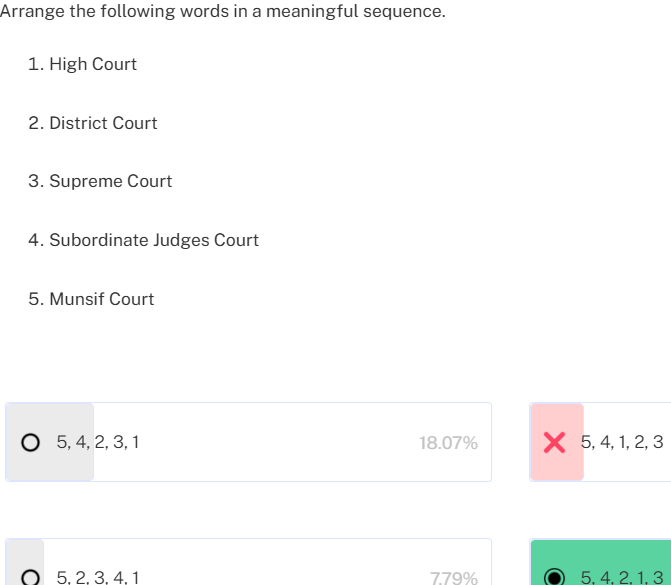 Arrange the following words in a meaningful sequence.
1. High Court
2. District Court
3. Supreme Court
4. Subordinate Judges Court
5. Munsif Court
5, 4, 2, 3, 1 18.07% 5, 4, 1, 2, 3
5, 2, 3, 4, 1 7.79% 5, 4, 2, 1, 3